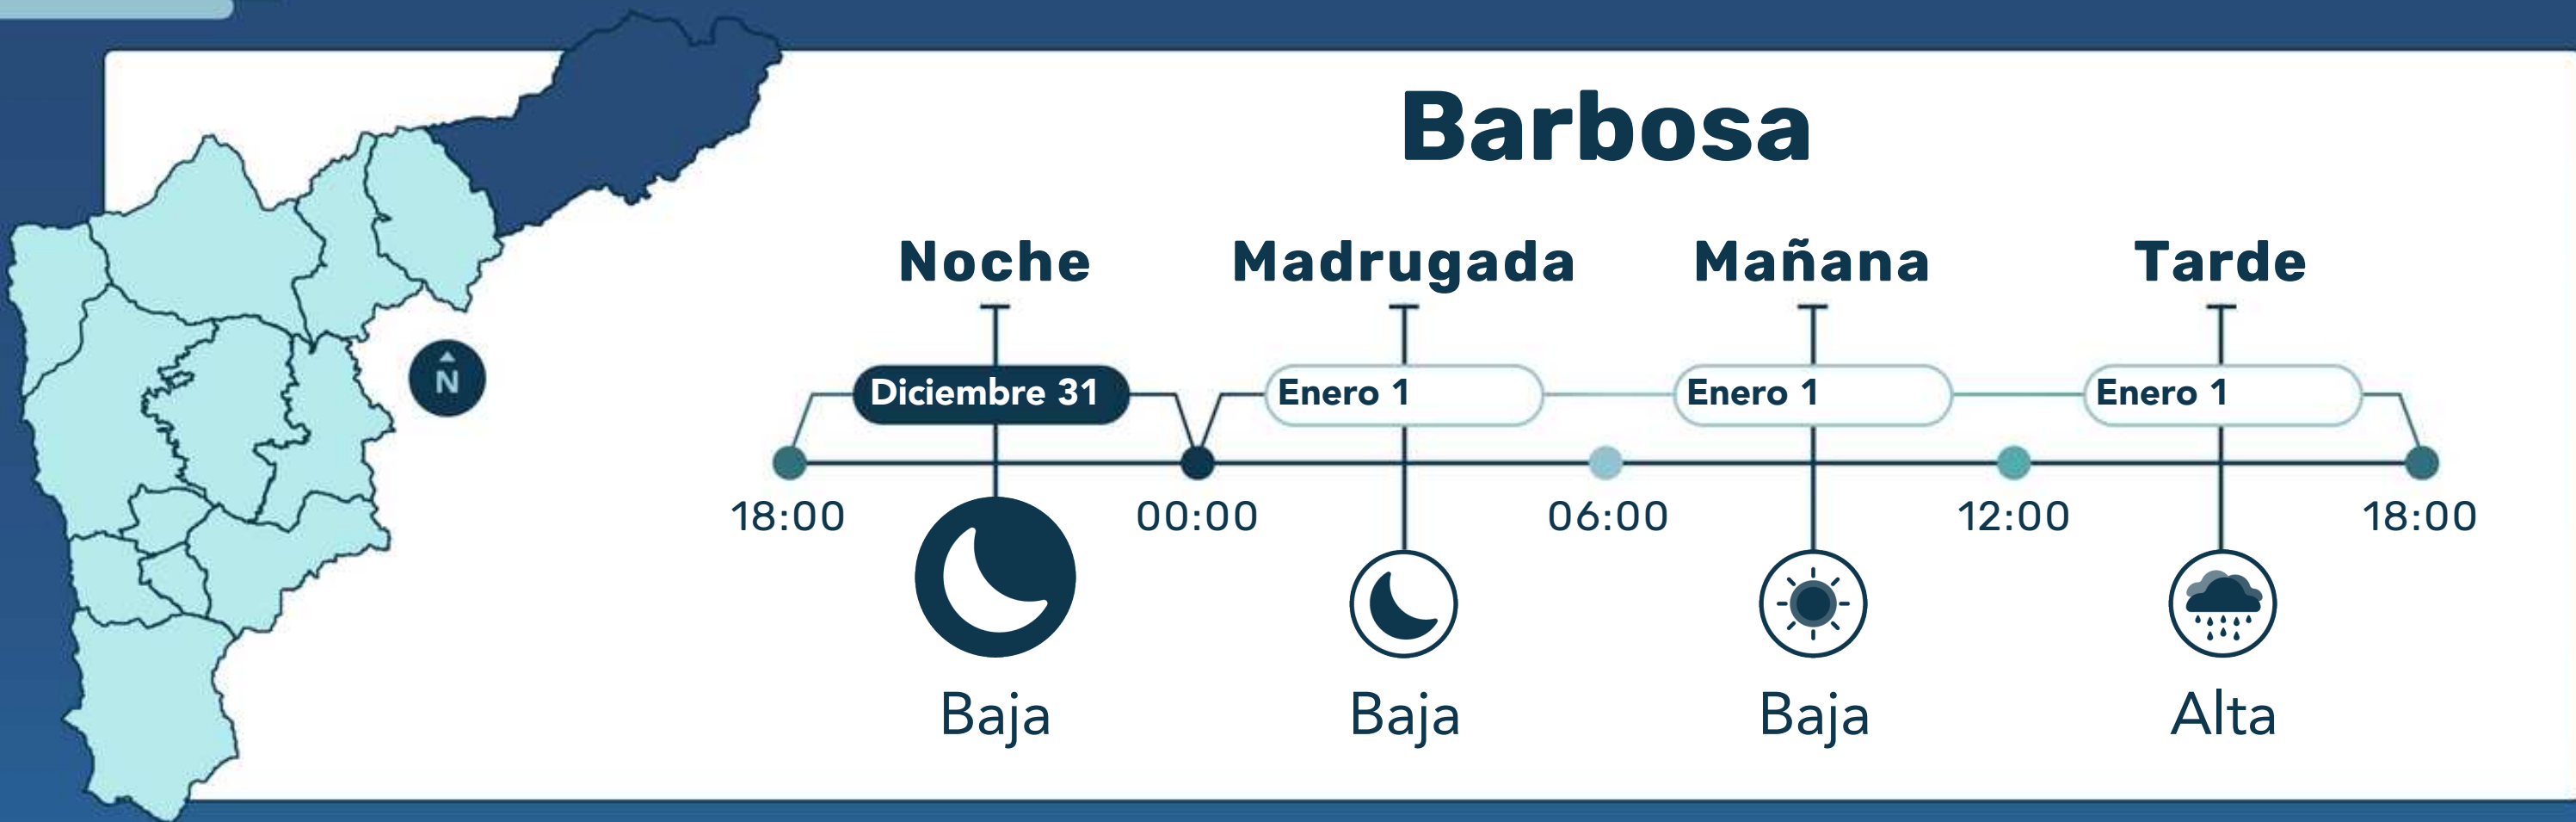 Barbosa
Noche Madrugada Mañana Tarde
Diciembre 31 Enero 1 Enero 1 Enero 1
N
18:00 00:00 06:00 12:00 18:00
Baja Baja Baja Alta